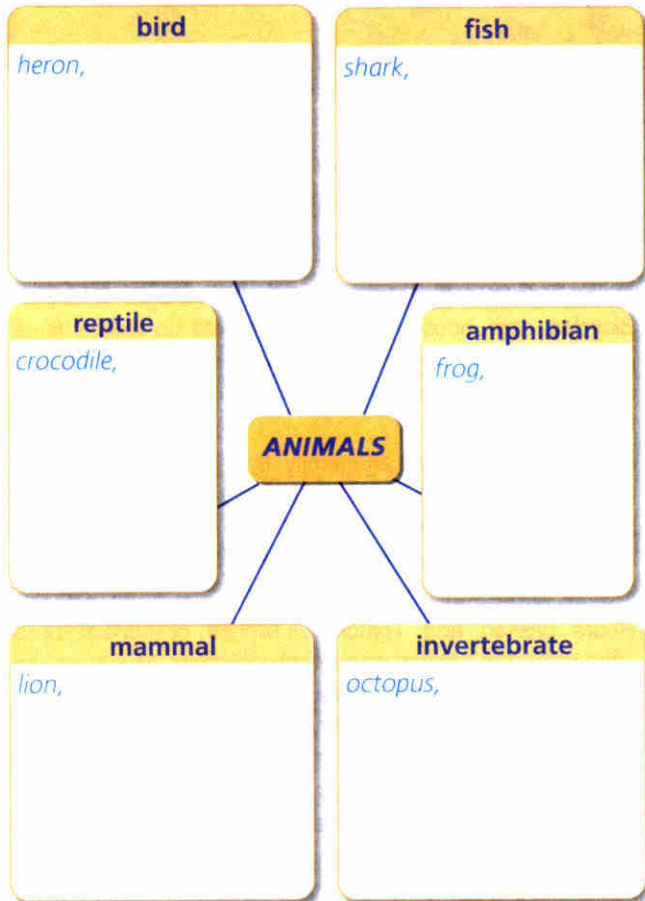 bird
heron,
fish
shark,
reptile
crocodile,
amphibian
frog,
ANIMALS
mammal
lion,
invertebrate
octopus,